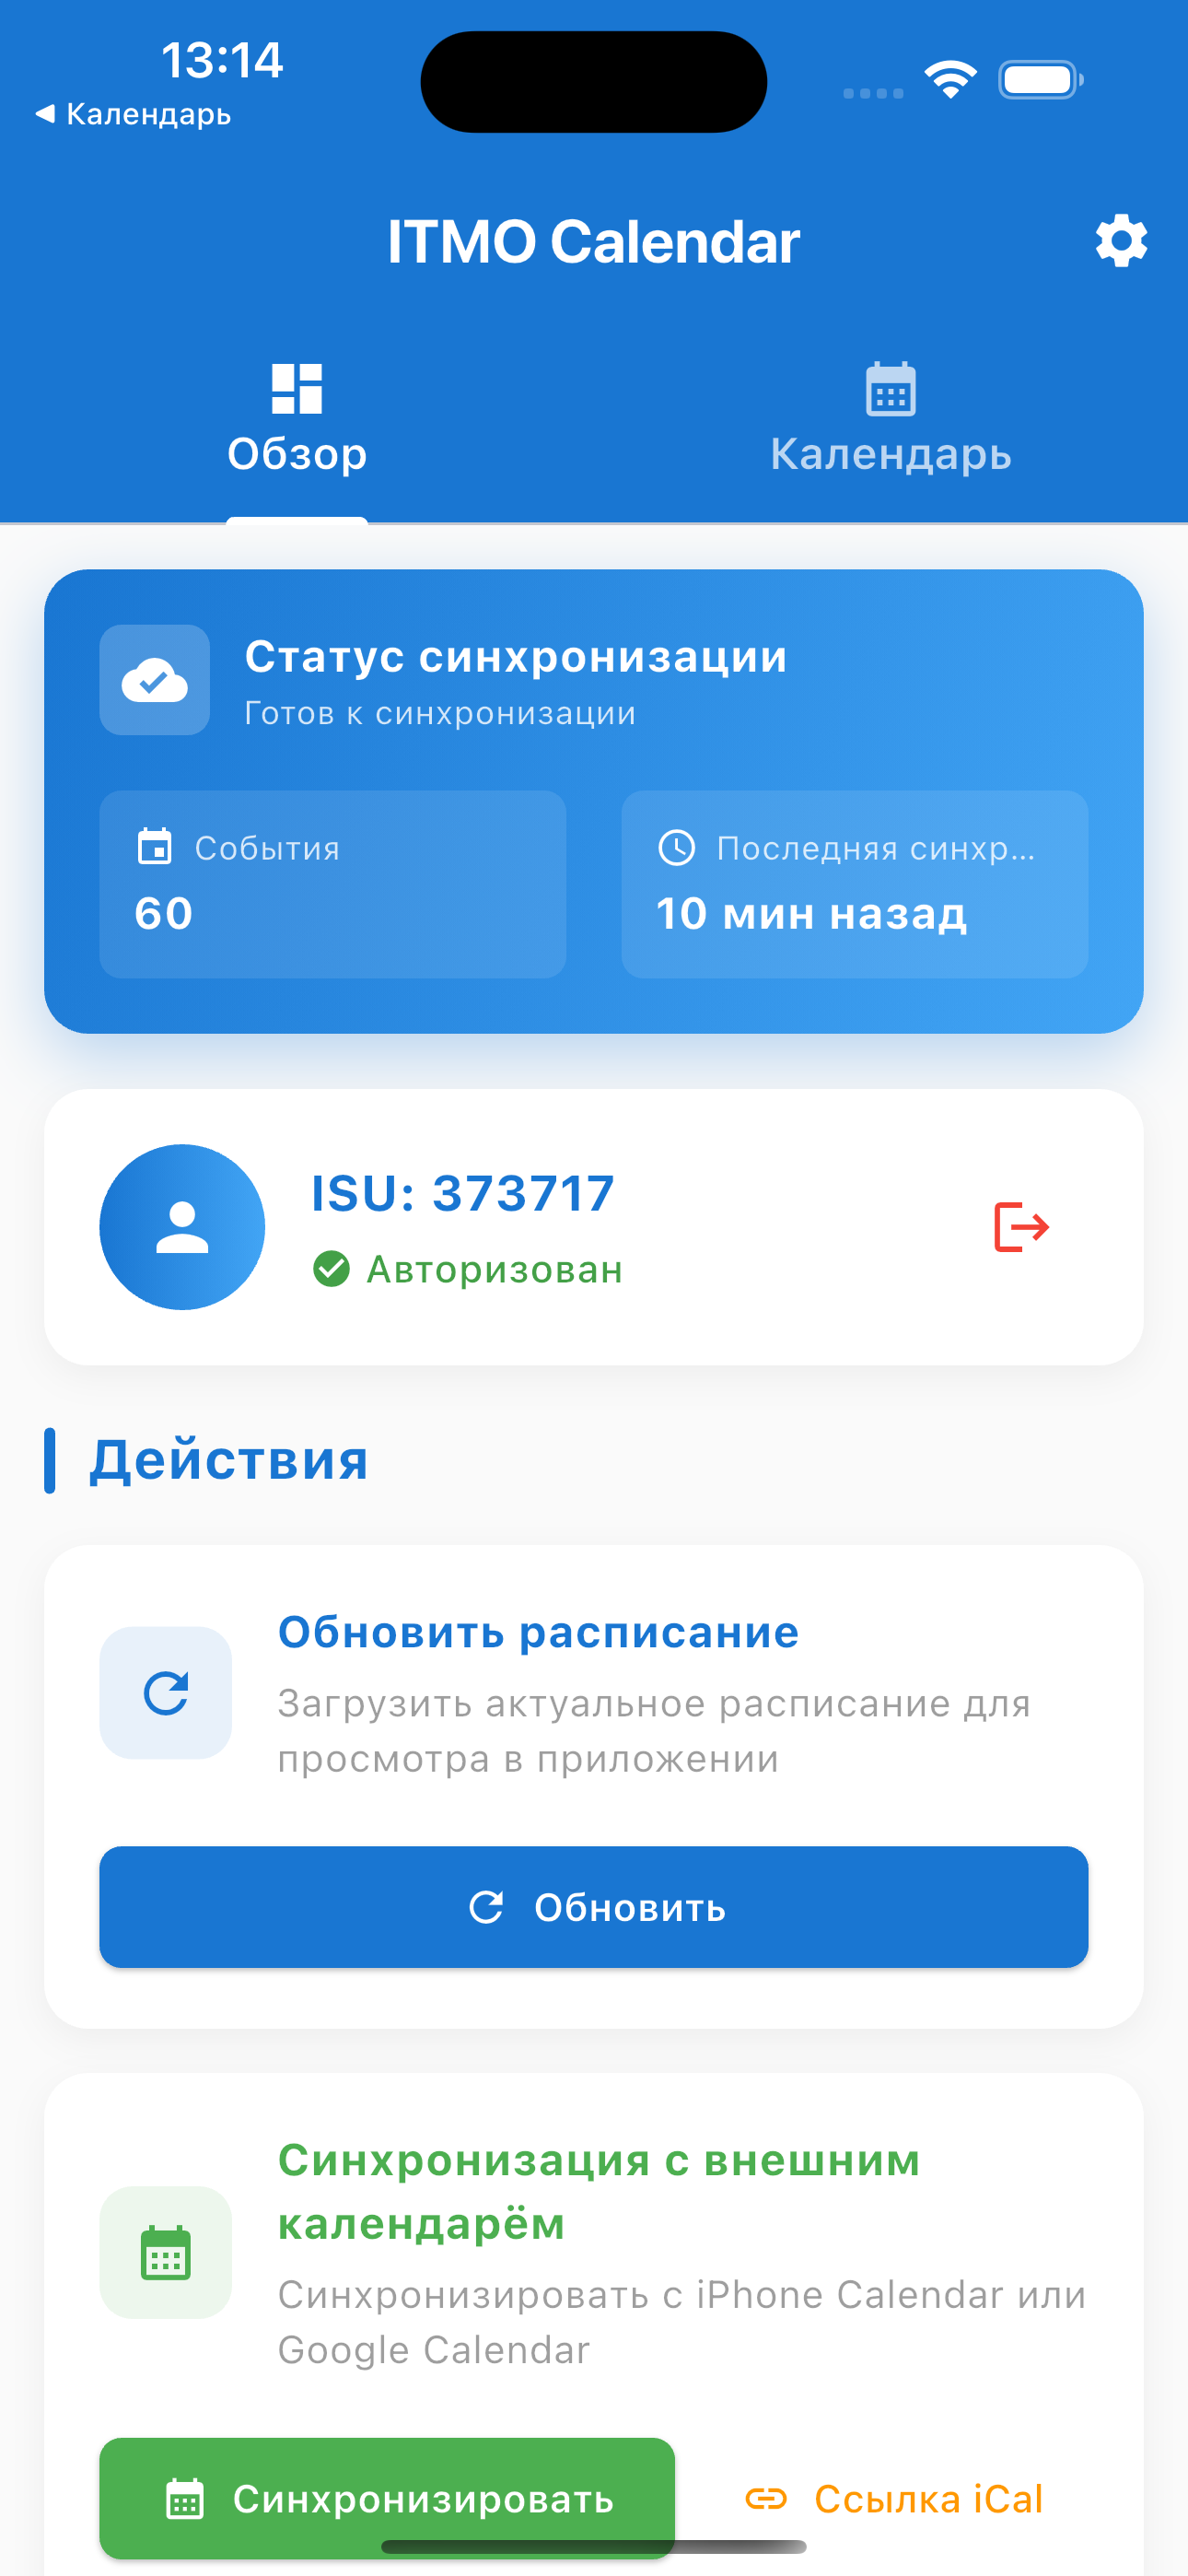 13:14
◀ Календарь
ITMO Calendar
Обзор
Календарь
Статус синхронизации
Готов к синхронизации
События
60
Последняя синхр...
10 мин назад
ISU: 373717
Авторизован
Действия
Обновить расписание
Загрузить актуальное расписание для
просмотра в приложении
Обновить
Синхронизация с внешним
календарём
Синхронизировать с iPhone Calendar или
Google Calendar
Синхронизировать
Ссылка iCal